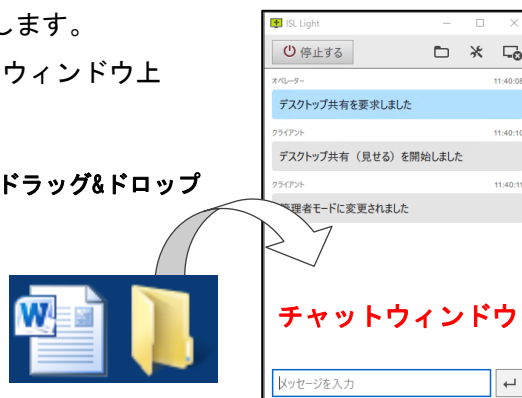 します。
ウィンドウ上
ドラッグ&ドロップ
W
ISL Light
停止する
オペレーター 11:40:08
デスクトップ共有を要求しました
クライアント 11:40:10
デスクトップ共有（見せる）を開始しました
クライアント 11:40:11
管理者モードに変更されました
チャットウィンドウ
メッセージを入力